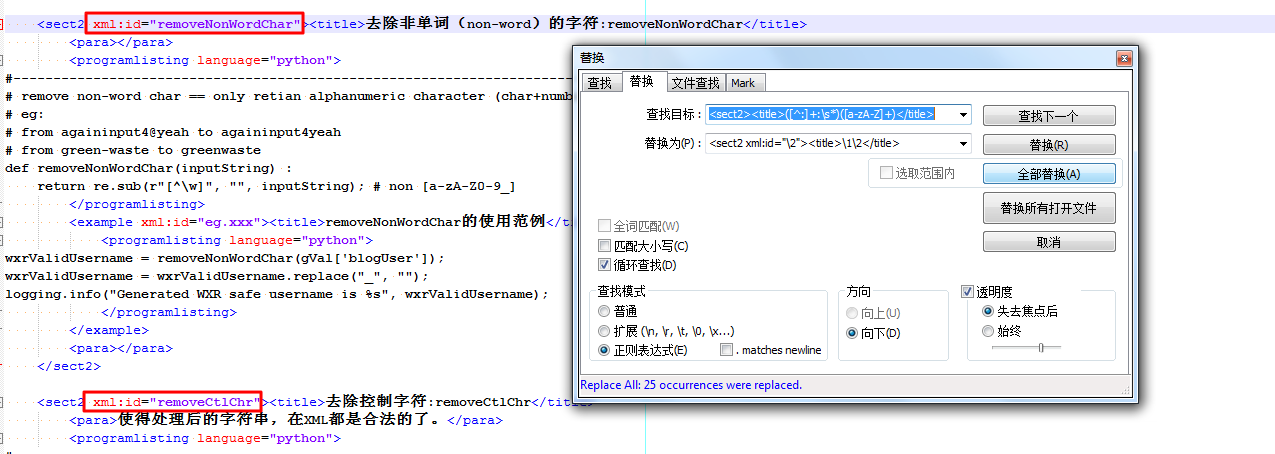 <sect2 xml:id="removeNonWordChar"><title>去除非单词（non-word）的字符:removeNonWordChar</title>
<para></para>
<programlisting language="python">
#------------------------------------------------------------------------
# remove non-word char == only retian alphanumeric character (char+numb
# eg:
# from againinput4@yeah to againinput4yeah
# from green-waste to greenwaste
def removeNonWordChar(inputString) :
return re.sub(r"[^\w]", "", inputString); # non [a-zA-Z0-9_]
</programlisting>
<example xml:id="eg.xxx"><title>removeNonWordChar的使用范例</ti
<programlisting language="python">
wxrValidUsername = removeNonWordChar(gVal['blogUser']);
wxrValidUsername = wxrValidUsername.replace("_", "");
logging.info("Generated WXR safe username is %s", wxrValidUsername);
</programlisting>
</example>
<para></para>
</sect2>
<sect2 xml:id="removeCtlChr"><title>去除控制字符:removeCtlChr</title>
<para>使得处理后的字符串，在XML都是合法的了。</para>
<programlisting language="python">
替换
查找 替换 文件查找 Mark
查找目标： <sect2><title>([^:]+:\s*)([a-zA-Z]+)</title> 查找下一个
替换为(P)： <sect2 xml:id="\2"><title>\1\2</title> 替换(R)
选取范围内 全部替换(A)
替换所有打开文件
全词匹配(W) 取消
匹配大小写(C)
循环查找(D)
查找模式 方向 透明度
普通 向上(U) 失去焦点后
扩展 (\n, \r, \t, \0, \x...) 向下(D) 始终
正则表达式(E) . matches newline
Replace All: 25 occurrences were replaced.